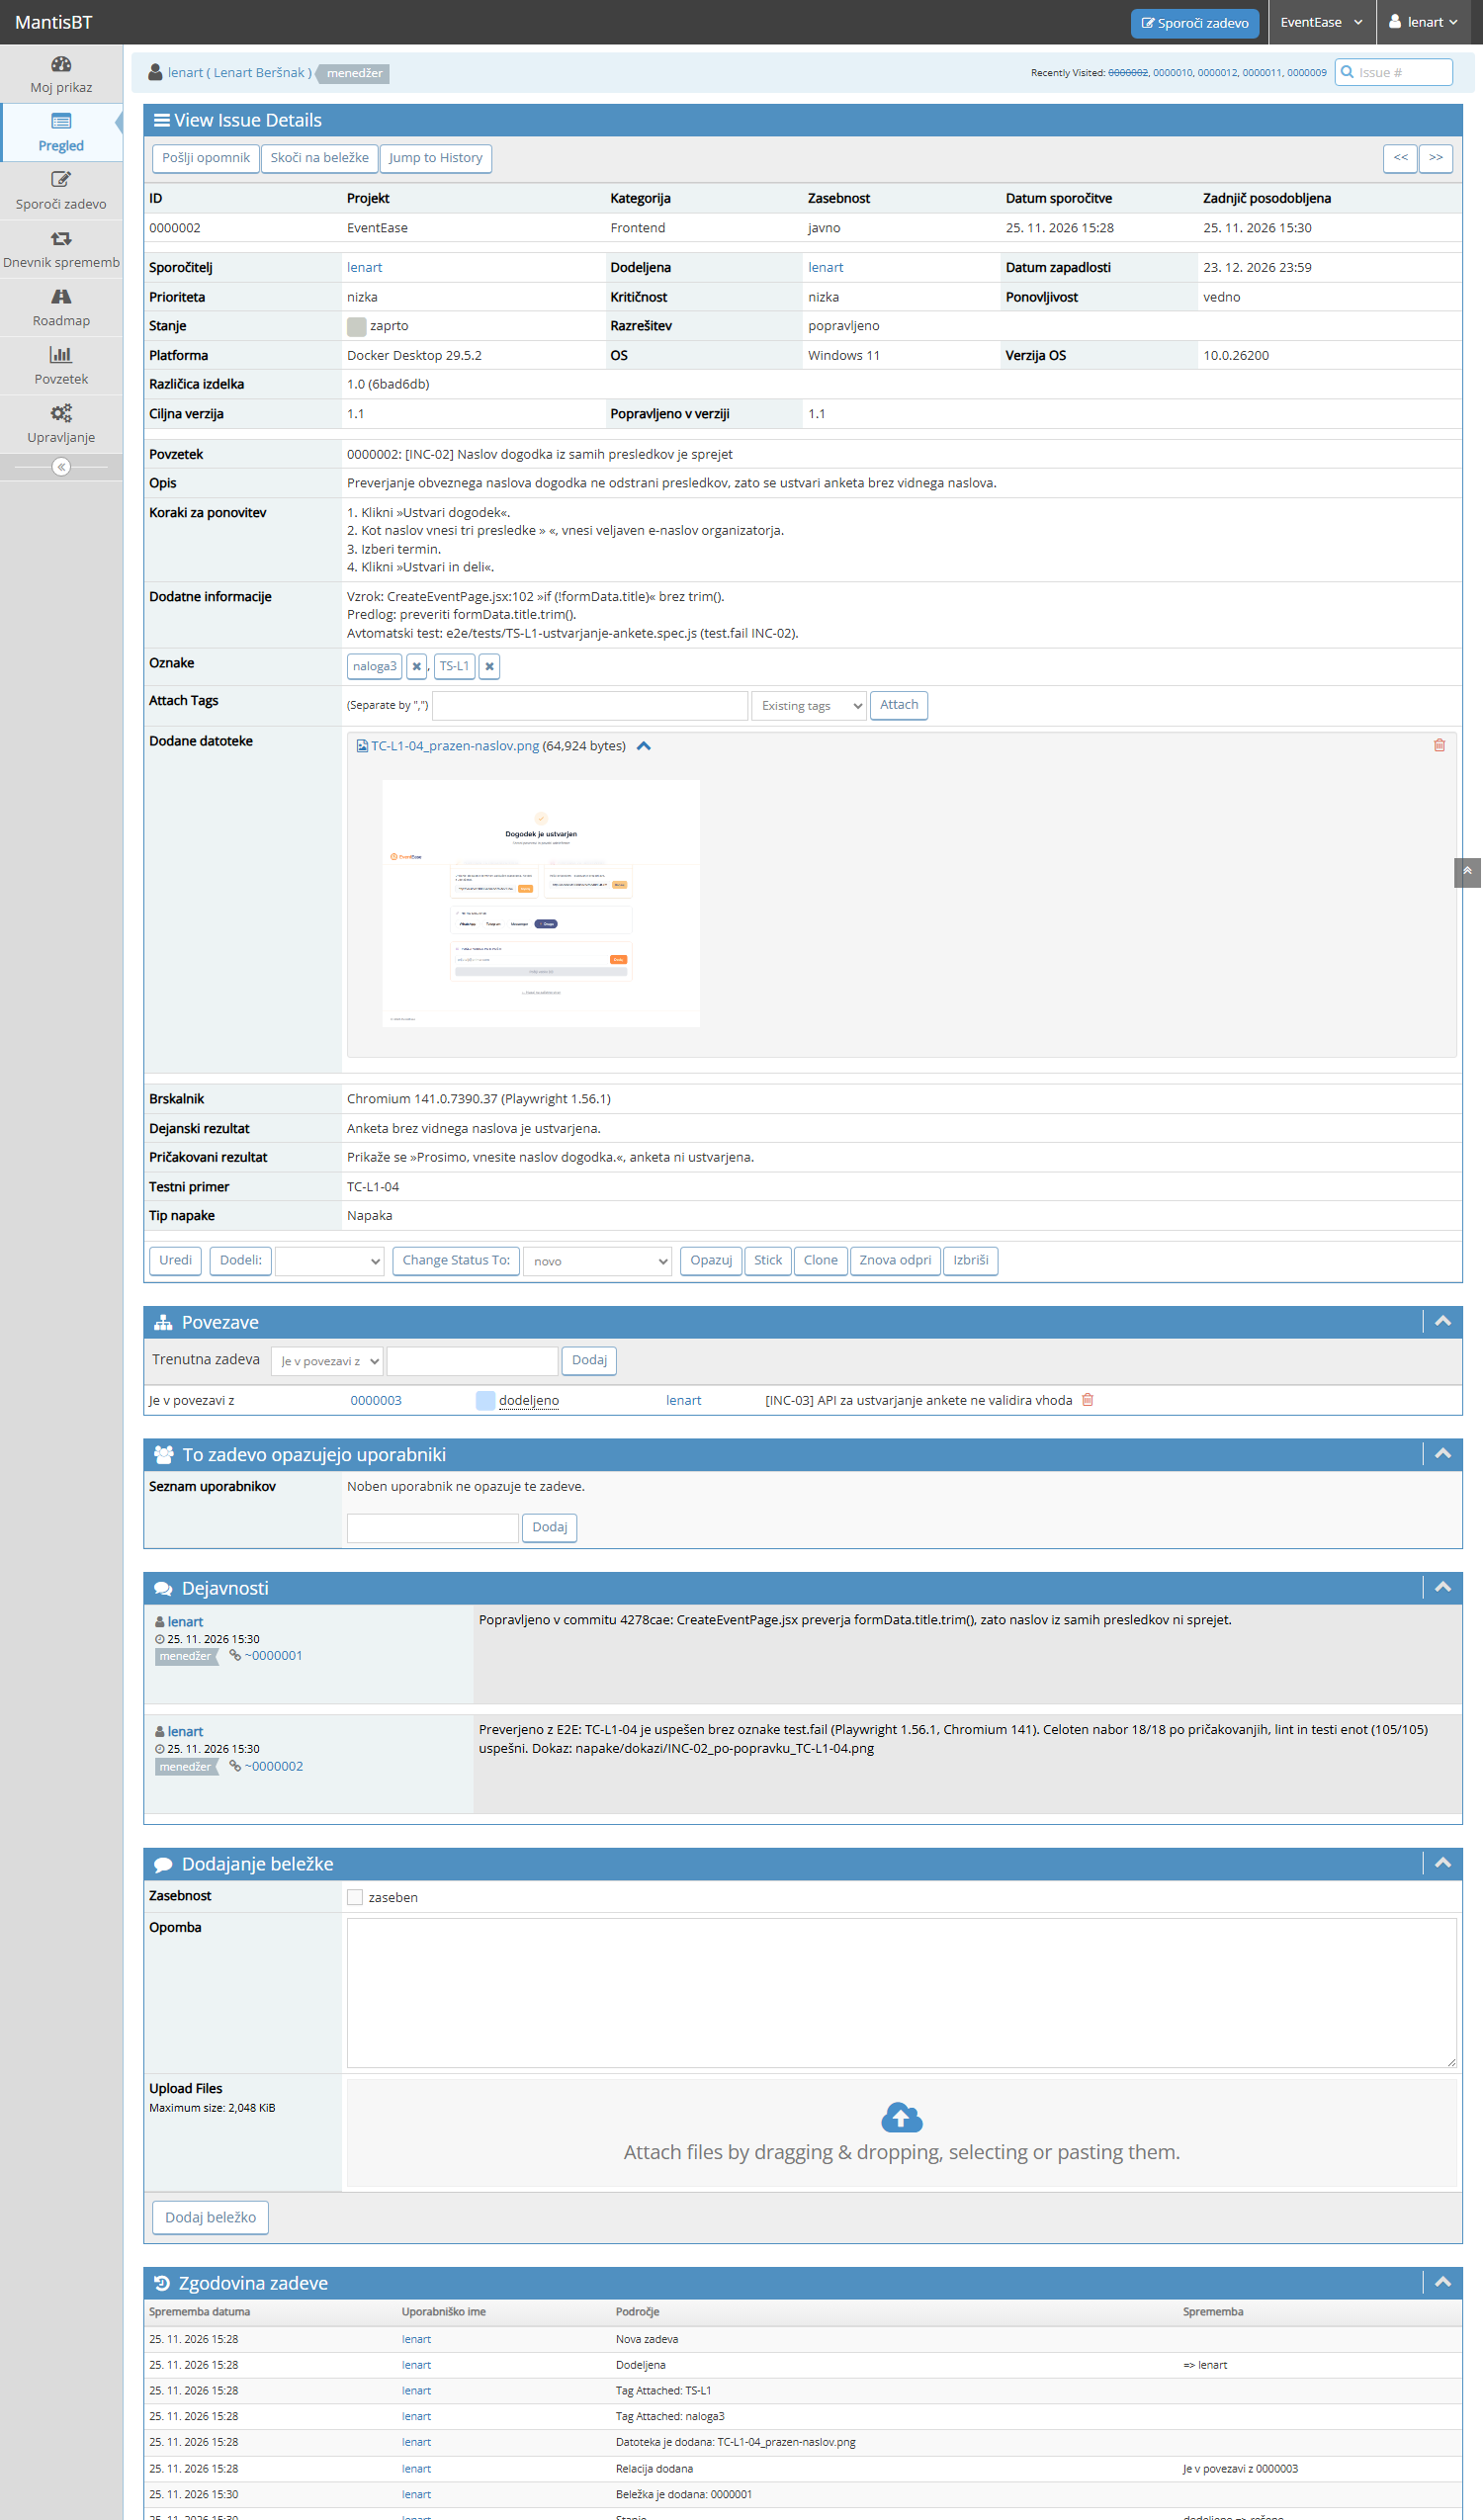 MantisBT
Sporoči zadevo
EventEase
lenart
Moj prikaz
Pregled
Sporoči zadevo
Dnevnik sprememb
Roadmap
Povzetek
Upravljanje
lenart ( Lenart Beršnak ) menedžer
Recently Visited: 0000002, 0000010, 0000012, 0000011, 0000009
Issue #
View Issue Details
Pošlji opomnik Skoči na beležke Jump to History << >>
ID Projekt Kategorija Zasebnost Datum sporočitve Zadnjič posodobljena
0000002 EventEase Frontend javno 25. 11. 2026 15:28 25. 11. 2026 15:30
Sporočitelj lenart Dodeljena lenart Datum zapadlosti 23. 12. 2026 23:59
Prioriteta nizka Kritičnost nizka Ponovljivost vedno
Stanje zaprto Razrešitev popravljeno
Platforma Docker Desktop 29.5.2 OS Windows 11 Verzija OS 10.0.26200
Različica izdelka 1.0 (6bad6db)
Ciljna verzija 1.1 Popravljeno v verziji 1.1
Povzetek 0000002: [INC-02] Naslov dogodka iz samih presledkov je sprejet
Opis Preverjanje obveznega naslova dogodka ne odstrani presledkov, zato se ustvari anketa brez vidnega naslova.
Koraki za ponovitev 1. Klikni »Ustvari dogodek«.
2. Kot naslov vnesi tri presledke » «, vnesi veljaven e-naslov organizatorja.
3. Izberi termin.
4. Klikni »Ustvari in deli«.
Dodatne informacije Vzrok: CreateEventPage.jsx:102 »if (!formData.title)« brez trim().
Predlog: preveriti formData.title.trim().
Avtomatski test: e2e/tests/TS-L1-ustvarjanje-ankete.spec.js (test.fail INC-02).
Oznake naloga3 , TS-L1
Attach Tags (Separate by ",") Existing tags Attach
Dodane datoteke TC-L1-04_prazen-naslov.png (64,924 bytes)
Dogodek je ustvarjen
EventEase
Brskalnik Chromium 141.0.7390.37 (Playwright 1.56.1)
Dejanski rezultat Anketa brez vidnega naslova je ustvarjena.
Pričakovani rezultat Prikaže se »Prosimo, vnesite naslov dogodka.«, anketa ni ustvarjena.
Testni primer TC-L1-04
Tip napake Napaka
Uredi Dodeli: Change Status To: novo Opazuj Stick Clone Znova odpri Izbriši
Povezave
Trenutna zadeva Je v povezavi z Dodaj
Je v povezavi z 0000003 dodeljeno lenart [INC-03] API za ustvarjanje ankete ne validira vhoda
To zadevo opazujejo uporabniki
Seznam uporabnikov Noben uporabnik ne opazuje te zadeve.
Dodaj
Dejavnosti
lenart
25. 11. 2026 15:30
menedžer ~0000001
Popravljeno v commitu 4278cae: CreateEventPage.jsx preverja formData.title.trim(), zato naslov iz samih presledkov ni sprejet.
lenart
25. 11. 2026 15:30
menedžer ~0000002
Preverjeno z E2E: TC-L1-04 je uspešen brez oznake test.fail (Playwright 1.56.1, Chromium 141). Celoten nabor 18/18 po pričakovanjih, lint in testi enot (105/105)
uspešni. Dokaz: napake/dokazi/INC-02_po-popravku_TC-L1-04.png
Dodajanje beležke
Zasebnost zaseben
Opomba
Upload Files
Maximum size: 2,048 KiB
Attach files by dragging & dropping, selecting or pasting them.
Dodaj beležko
Zgodovina zadeve
Sprememba datuma Uporabniško ime Področje Sprememba
25. 11. 2026 15:28 lenart Nova zadeva
25. 11. 2026 15:28 lenart Dodeljena => lenart
25. 11. 2026 15:28 lenart Tag Attached: TS-L1
25. 11. 2026 15:28 lenart Tag Attached: naloga3
25. 11. 2026 15:28 lenart Datoteka je dodana: TC-L1-04_prazen-naslov.png
25. 11. 2026 15:28 lenart Relacija dodana Je v povezavi z 0000003
25. 11. 2026 15:30 lenart Beležka je dodana: 0000001
25. 11. 2026 15:30 lenart Stanje dodeljeno => rešeno